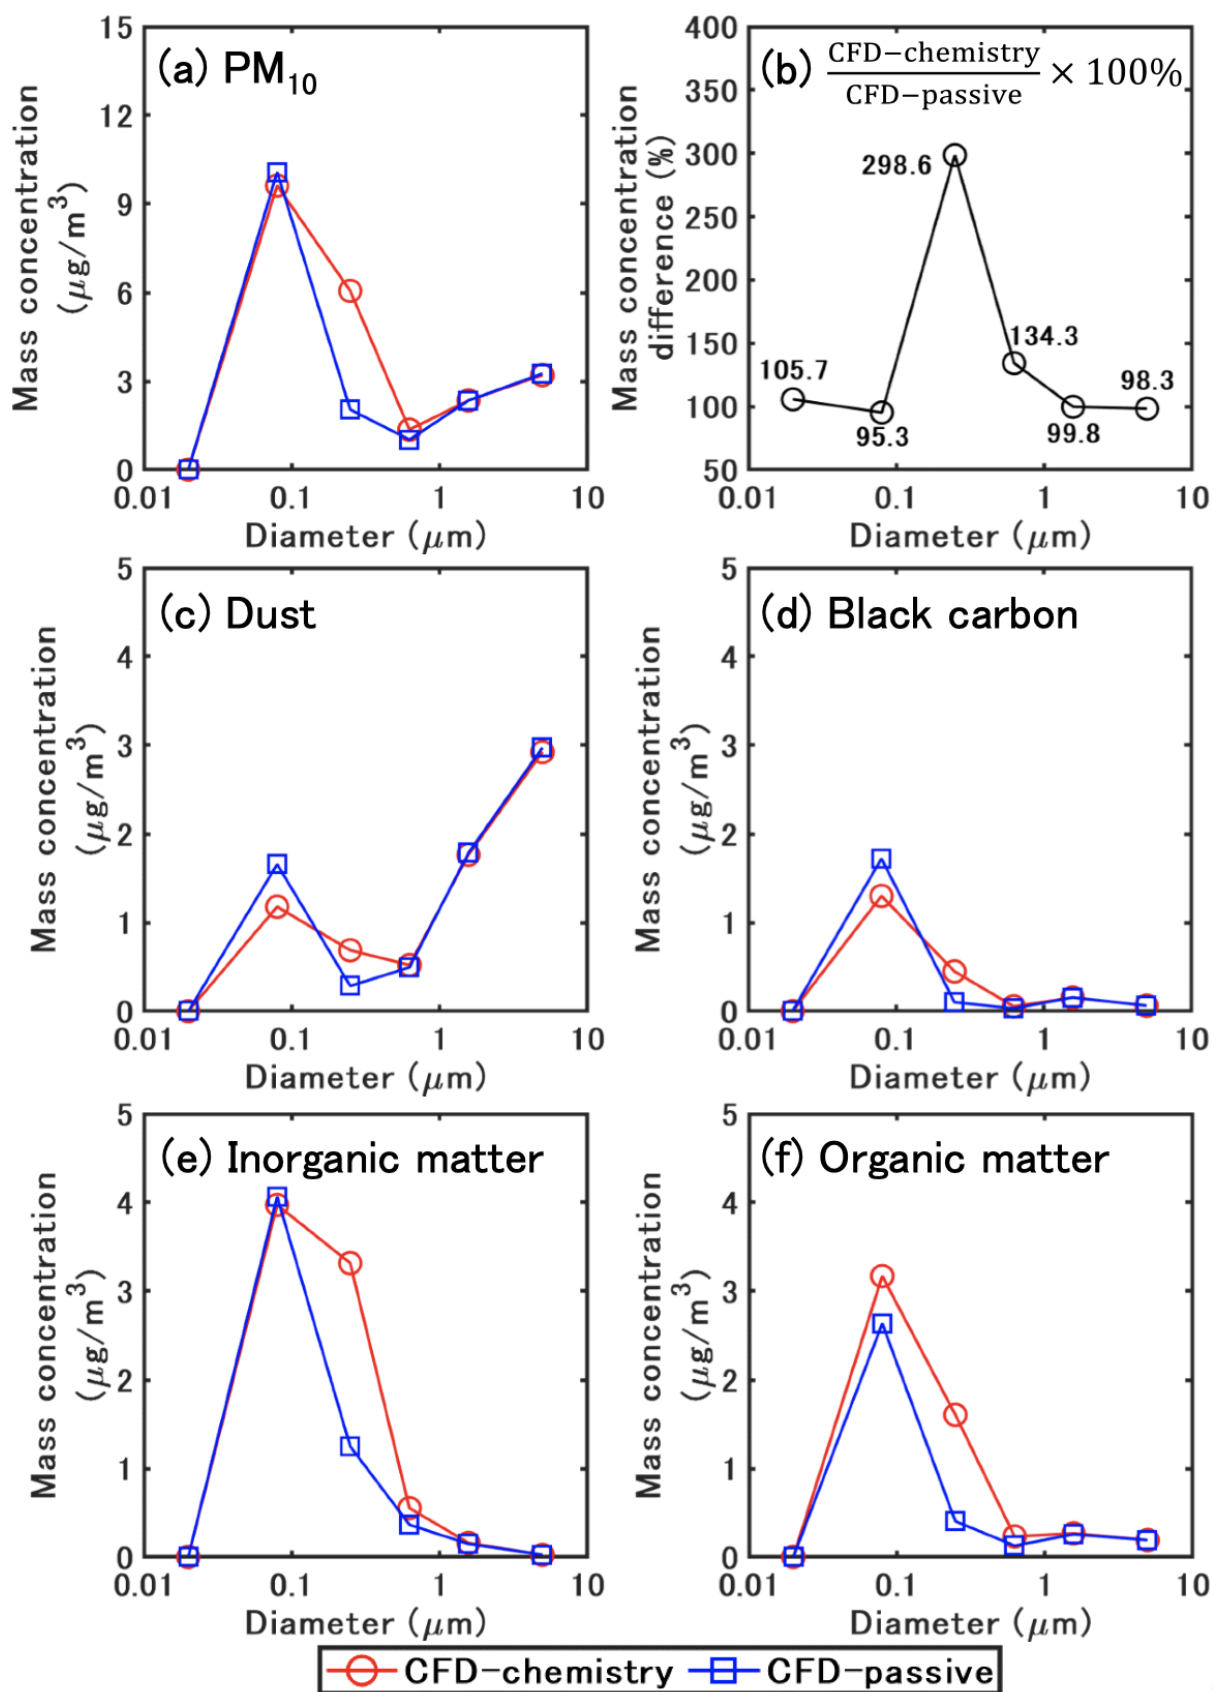 (a) PM₁₀
15
12
9
6
3
0
0.01 0.1 1 10
Diameter (μm)
Mass concentration
(μg/m³)
(b) CFD−chemistry / CFD−passive × 100%
400
350
300
250
200
150
100
50
105.7
95.3
298.6
134.3
99.8
98.3
0.01 0.1 1 10
Diameter (μm)
Mass concentration
difference (%)
(c) Dust
5
4
3
2
1
0
0.01 0.1 1 10
Diameter (μm)
Mass concentration
(μg/m³)
(d) Black carbon
5
4
3
2
1
0
0.01 0.1 1 10
Diameter (μm)
Mass concentration
(μg/m³)
(e) Inorganic matter
5
4
3
2
1
0
0.01 0.1 1 10
Diameter (μm)
Mass concentration
(μg/m³)
(f) Organic matter
5
4
3
2
1
0
0.01 0.1 1 10
Diameter (μm)
Mass concentration
(μg/m³)
CFD-chemistry CFD-passive